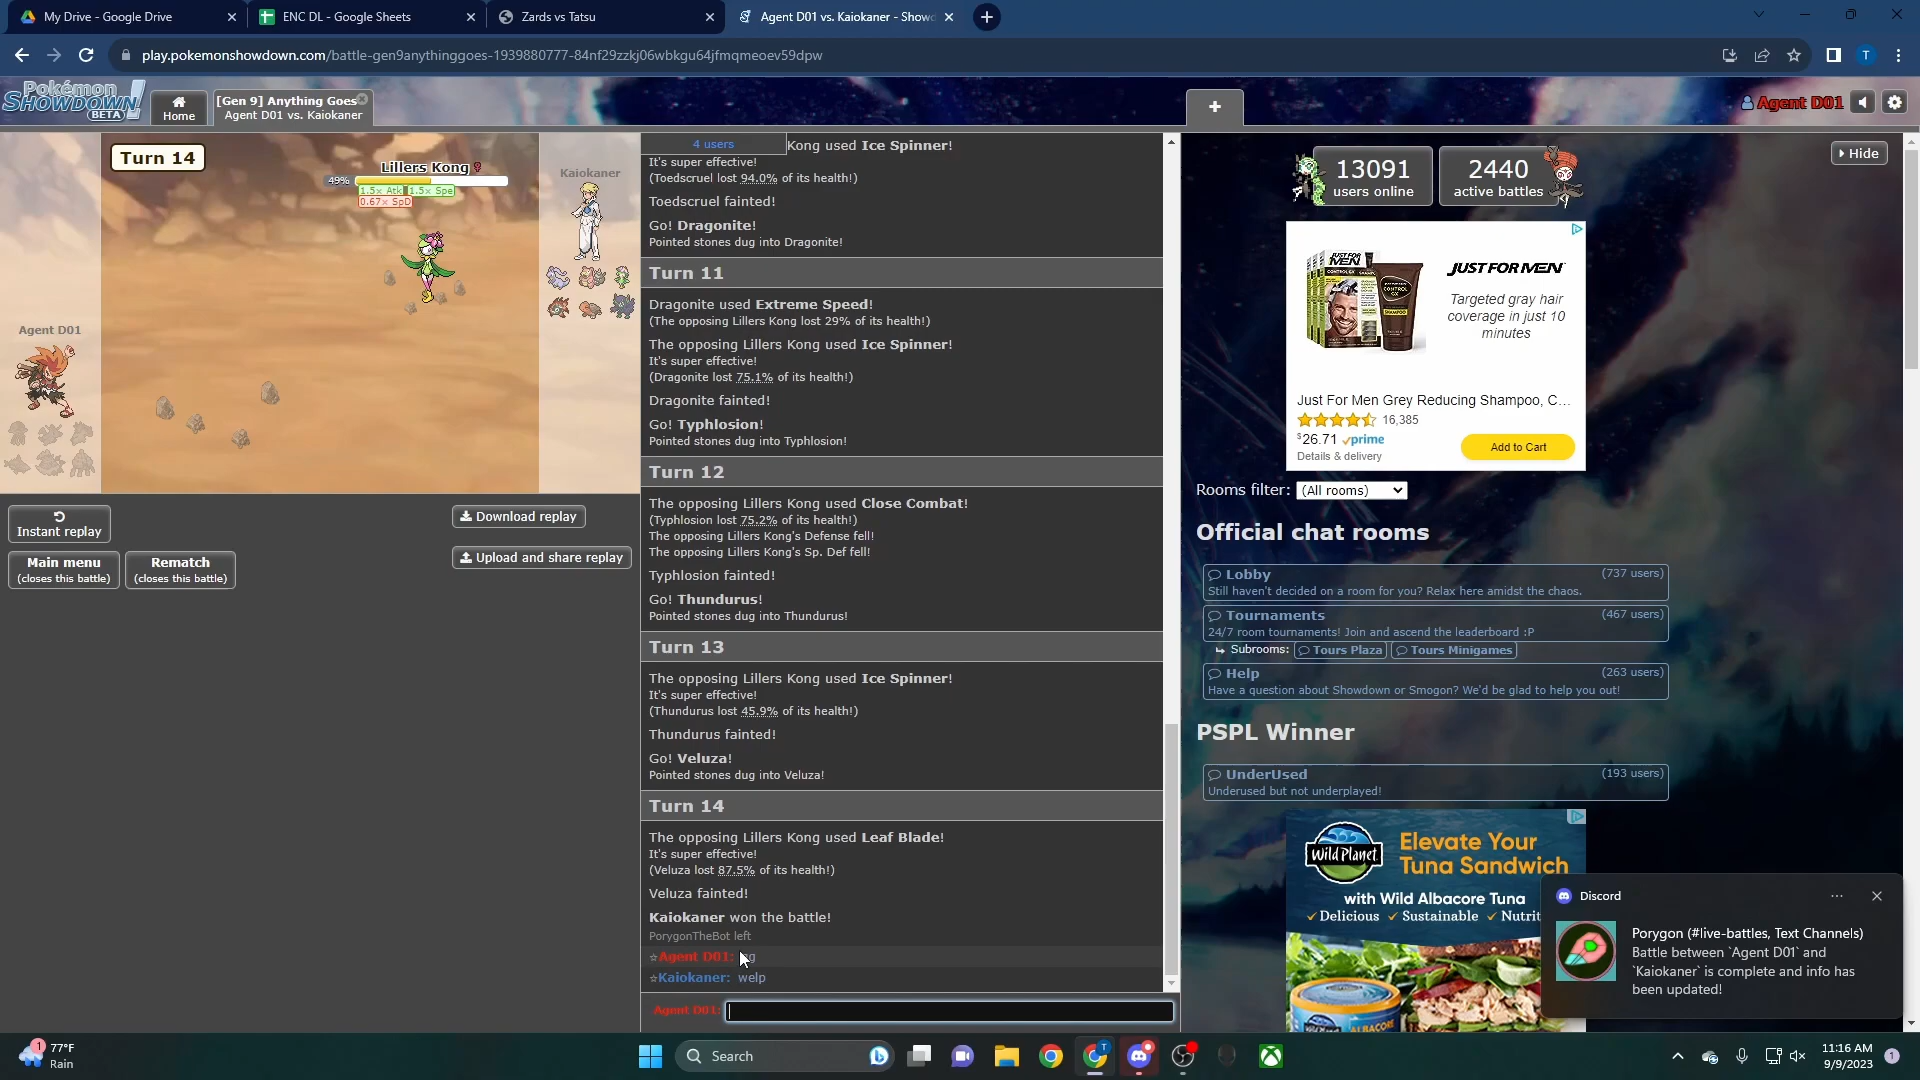 My Drive - Google Drive
ENC DL - Google Sheets
Zards vs Tatsu
Agent D01 vs. Kaiokaner - Showd
play.pokemonshowdown.com/battle-gen9anythinggoes-1939880777-84nf29zzkj06wbkgu64jfmqmeoev59dpw
T
Pokémon
SHOWDOWN!
BETA
Home
[Gen 9] Anything Goes
Agent D01 vs. Kaiokaner
Agent D01
Turn 14
Lillers Kong
49%
1.5× Atk 1.5× Spe
0.67× SpD
Kaiokaner
Agent D01
Instant replay
Download replay
Upload and share replay
Main menu
(closes this battle)
Rematch
(closes this battle)
4 users
Kong used Ice Spinner!
It's super effective!
(Toedscruel lost 94.0% of its health!)
Toedscruel fainted!
Go! Dragonite!
Pointed stones dug into Dragonite!
Turn 11
Dragonite used Extreme Speed!
(The opposing Lillers Kong lost 29% of its health!)
The opposing Lillers Kong used Ice Spinner!
It's super effective!
(Dragonite lost 75.1% of its health!)
Dragonite fainted!
Go! Typhlosion!
Pointed stones dug into Typhlosion!
Turn 12
The opposing Lillers Kong used Close Combat!
(Typhlosion lost 75.2% of its health!)
The opposing Lillers Kong's Defense fell!
The opposing Lillers Kong's Sp. Def fell!
Typhlosion fainted!
Go! Thundurus!
Pointed stones dug into Thundurus!
Turn 13
The opposing Lillers Kong used Ice Spinner!
It's super effective!
(Thundurus lost 45.9% of its health!)
Thundurus fainted!
Go! Veluza!
Pointed stones dug into Veluza!
Turn 14
The opposing Lillers Kong used Leaf Blade!
It's super effective!
(Veluza lost 87.5% of its health!)
Veluza fainted!
Kaiokaner won the battle!
PorygonTheBot left
☆Agent D01:
☆Kaiokaner: welp
Agent D01:
13091
users online
2440
active battles
Hide
JUST FOR MEN
Targeted gray hair
coverage in just 10
minutes
Just For Men Grey Reducing Shampoo, C...
16,385
$26.71 prime
Details & delivery
Add to Cart
Rooms filter: (All rooms)
Official chat rooms
Lobby (737 users)
Still haven't decided on a room for you? Relax here amidst the chaos.
Tournaments (467 users)
24/7 room tournaments! Join and ascend the leaderboard :P
Subrooms: Tours Plaza Tours Minigames
Help (263 users)
Have a question about Showdown or Smogon? We'd be glad to help you out!
PSPL Winner
UnderUsed (193 users)
Underused but not underplayed!
Wild Planet
Elevate Your
Tuna Sandwich
with Wild Albacore Tuna
✓ Delicious ✓ Sustainable ✓ Nutrit
Discord
Porygon (#live-battles, Text Channels)
Battle between `Agent D01` and
`Kaiokaner` is complete and info has
been updated!
1
77°F
Rain
Search
T
11:16 AM
9/9/2023
1